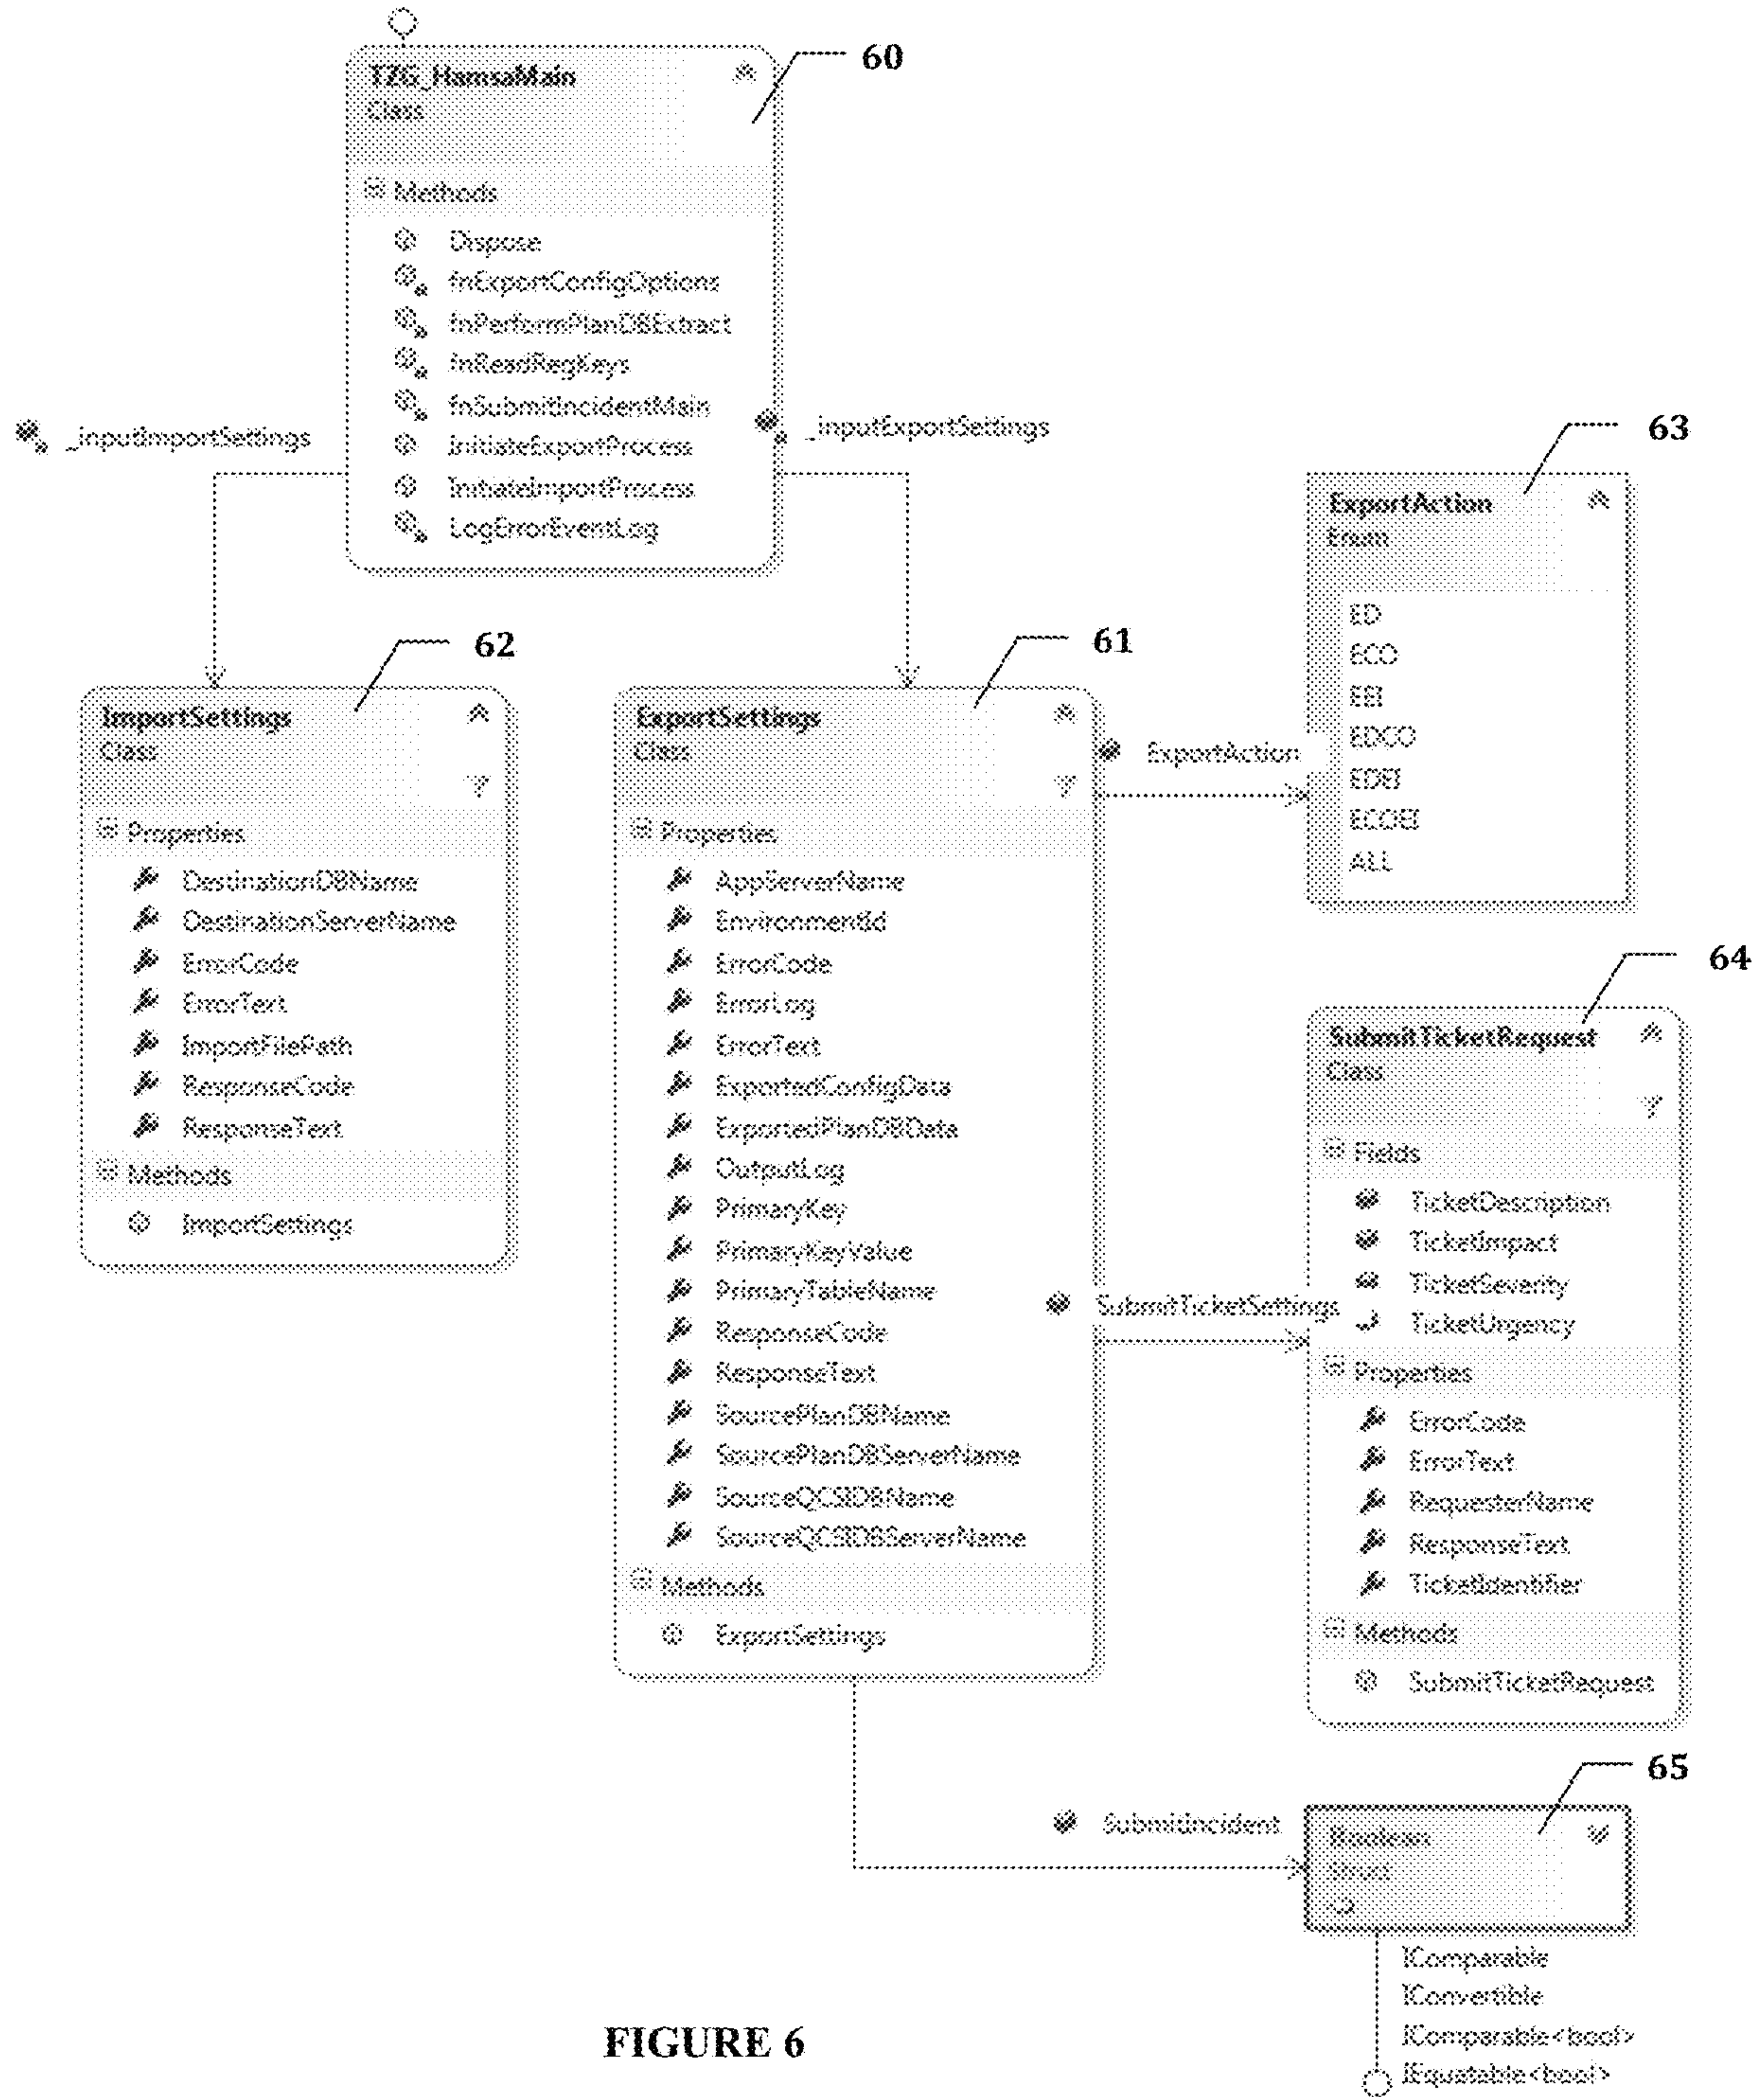 60
TZG_HamsaMain
Class
Methods
Dispose
fnExportConfigOptions
fnPerformPlanDBExtract
fnReadRegKeys
fnSubmitIncidentMain
InitiateExportProcess
InitiateImportProcess
LogErrorEventLog
_inputImportSettings
_inputExportSettings
62
ImportSettings
Class
Properties
DestinationDBName
DestinationServerName
ErrorCode
ErrorText
ImportFilePath
ResponseCode
ResponseText
Methods
ImportSettings
61
ExportSettings
Class
Properties
AppServerName
EnvironmentId
ErrorCode
ErrorLog
ErrorText
ExportedConfigData
ExportedPlanDBData
OutputLog
PrimaryKey
PrimaryKeyValue
PrimaryTableName
ResponseCode
ResponseText
SourcePlanDBName
SourcePlanDBServerName
SourceQCSIDBName
SourceQCSIDBServerName
Methods
ExportSettings
ExportAction
63
ExportAction
Enum
ED
ECO
EEI
EDCO
EDEI
ECOEI
ALL
SubmitTicketSettings
64
SubmitTicketRequest
Class
Fields
TicketDescription
TicketImpact
TicketSeverity
TicketUrgency
Properties
ErrorCode
ErrorText
RequesterName
ResponseText
TicketIdentifier
Methods
SubmitTicketRequest
SubmitIncident
65
Boolean
Struct
IComparable
IConvertible
IComparable<bool>
IEquatable<bool>
FIGURE 6